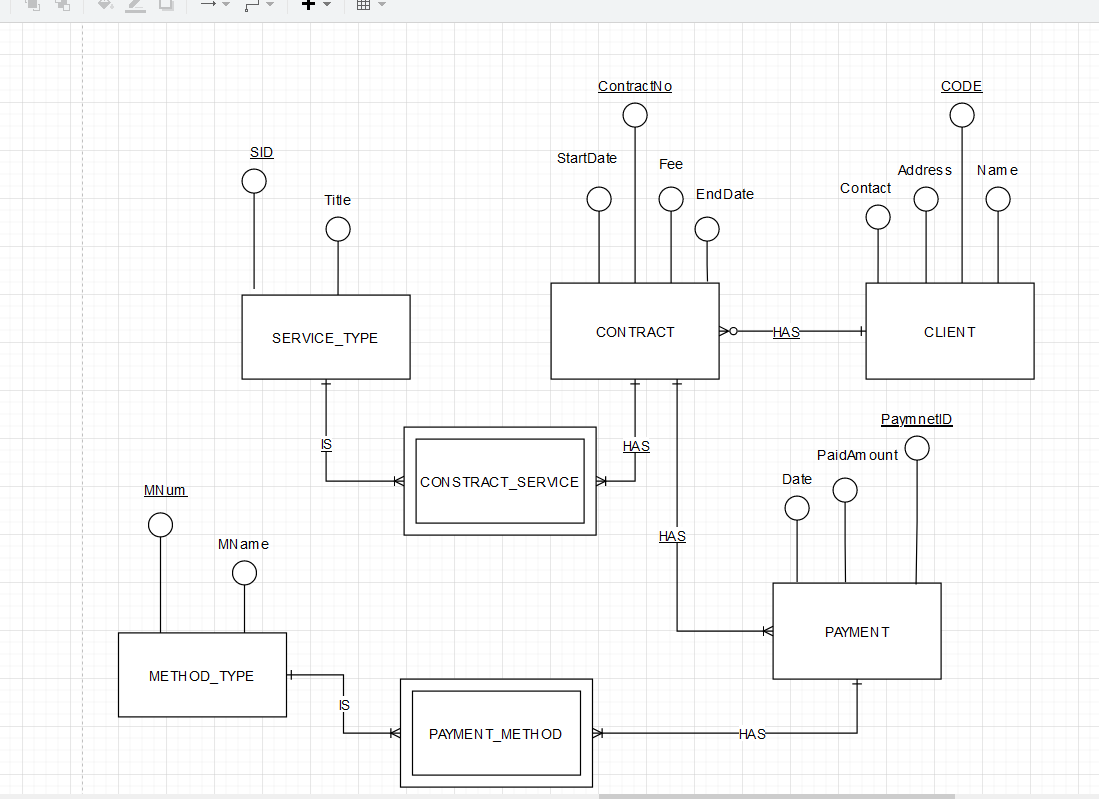 ContractNo
CODE
SID
StartDate
Fee
Address
Name
Contact
EndDate
Title
SERVICE_TYPE
CONTRACT
HAS
CLIENT
PaymnetID
IS
HAS
PaidAmount
CONSTRACT_SERVICE
Date
MNum
HAS
MName
PAYMENT
METHOD_TYPE
IS
PAYMENT_METHOD
HAS